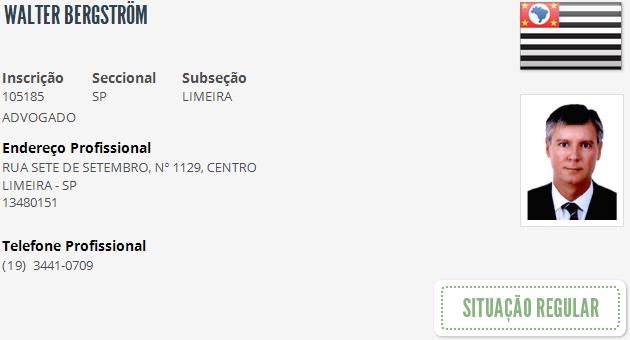 WALTER BERGSTRÖM
Inscrição Seccional Subseção
105185 SP LIMEIRA
ADVOGADO
Endereço Profissional
RUA SETE DE SETEMBRO, Nº 1129, CENTRO
LIMEIRA - SP
13480151
Telefone Profissional
(19) 3441-0709
SITUAÇÃO REGULAR